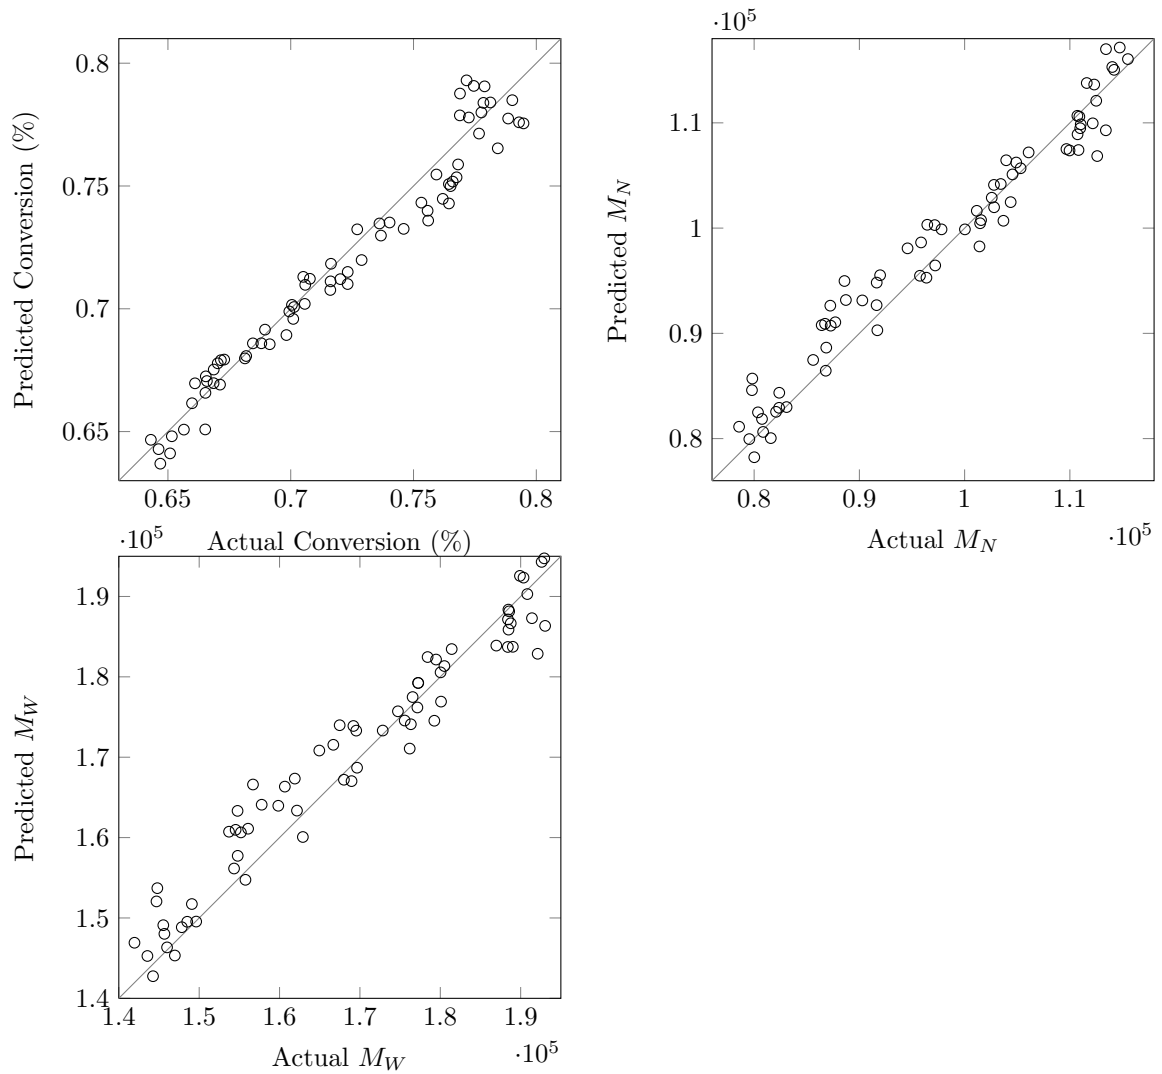 0.8
0.75
0.7
0.65
0.65 0.7 0.75 0.8
Predicted Conversion (%)
Actual Conversion (%)
·10^5
1.1
1
0.9
0.8
0.8 0.9 1 1.1
·10^5
Predicted M_N
Actual M_N
·10^5
1.9
1.8
1.7
1.6
1.5
1.4
1.4 1.5 1.6 1.7 1.8 1.9
·10^5
Predicted M_W
Actual M_W